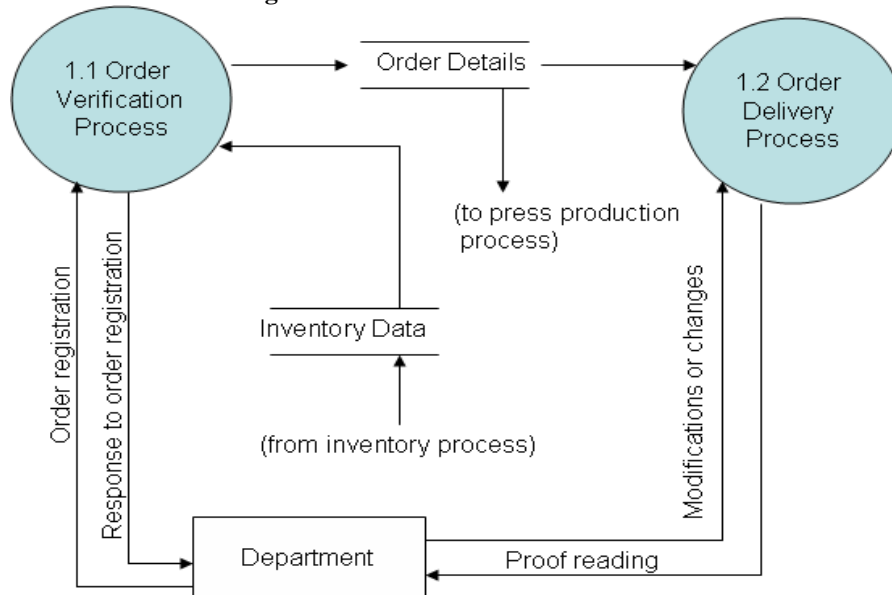 1.1 Order
Verification
Process
Order Details
1.2 Order
Delivery
Process
(to press production
process)
Inventory Data
(from inventory process)
Order registration
Response to order registration
Modifications or changes
Department
Proof reading